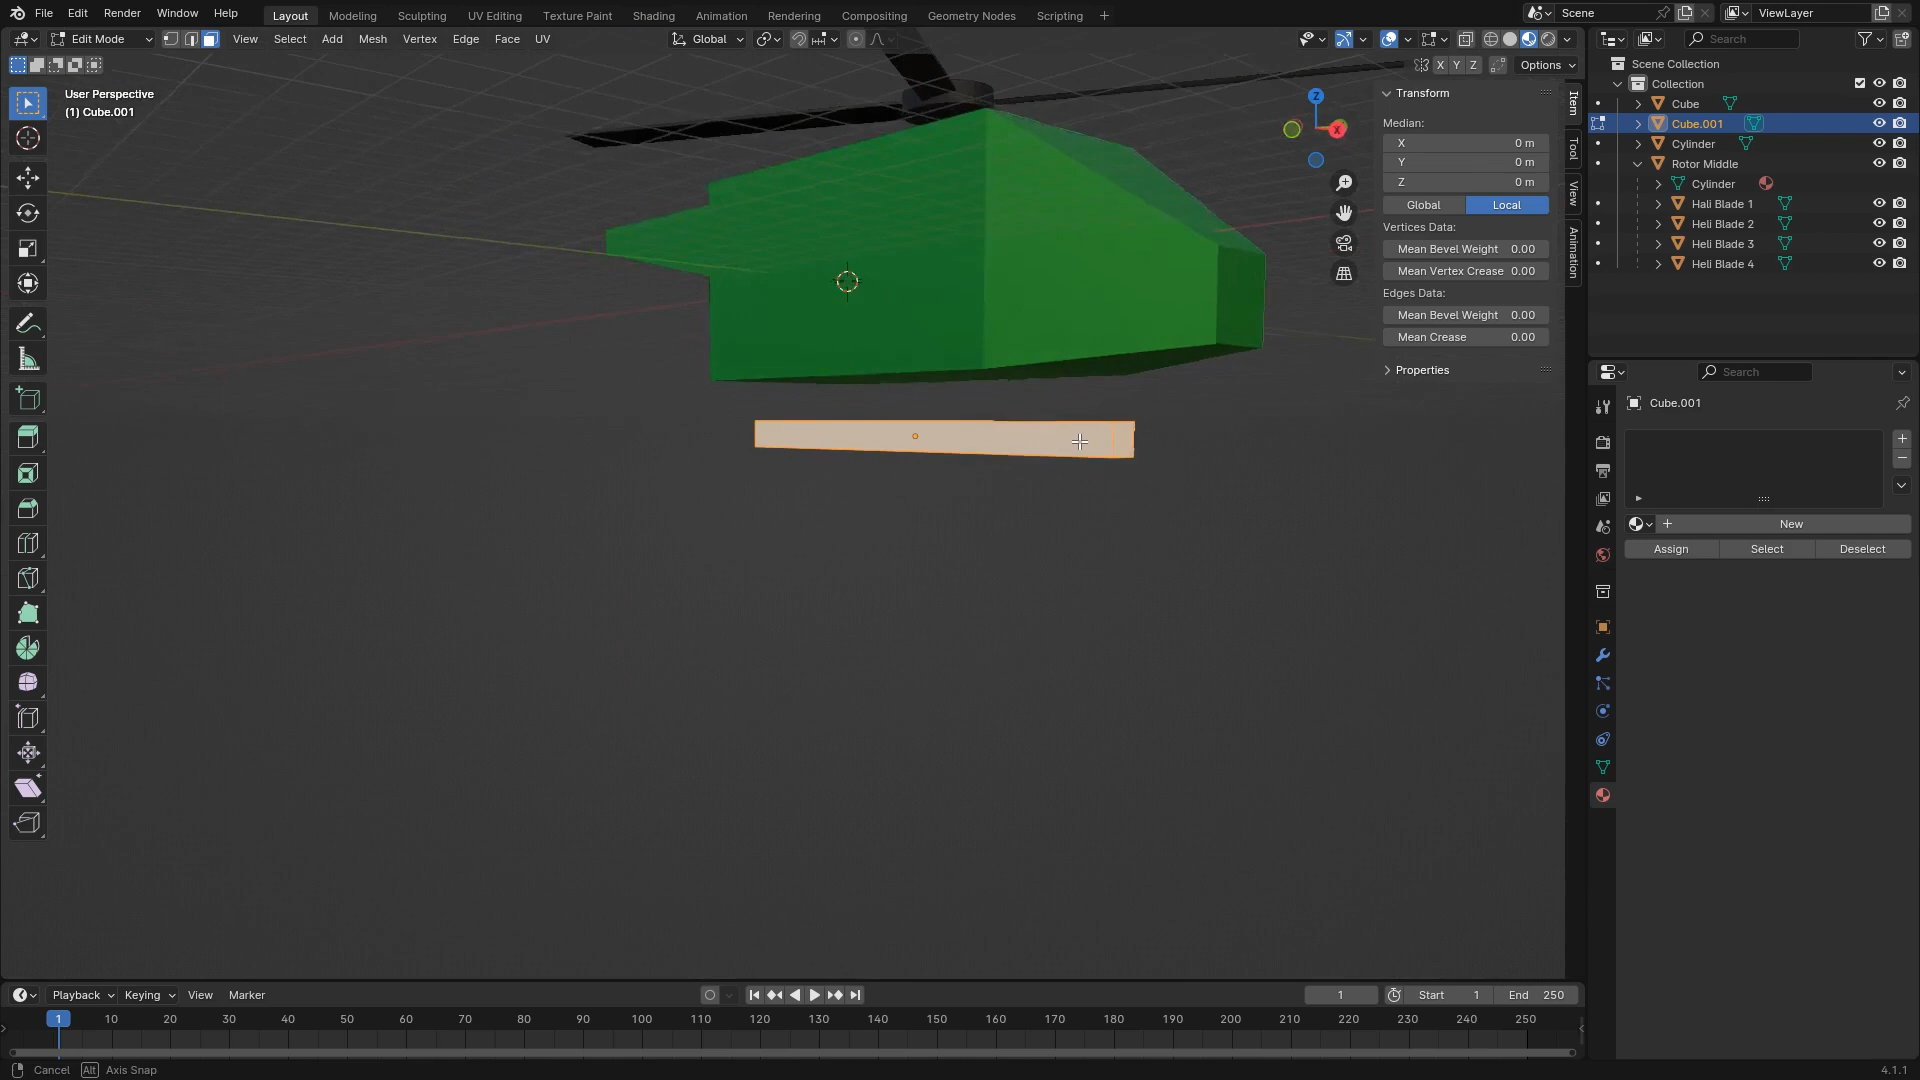 File Edit Render Window Help Layout Modeling Sculpting UV Editing Texture Paint Shading Animation Rendering Compositing Geometry Nodes Scripting + Scene ViewLayer
Edit Mode View Select Add Mesh Vertex Edge Face UV Global Search
X Y Z Options
User Perspective
(1) Cube.001
Z
X
Transform
Median:
X 0 m
Y 0 m
Z 0 m
Global Local
Vertices Data:
Mean Bevel Weight 0.00
Mean Vertex Crease 0.00
Edges Data:
Mean Bevel Weight 0.00
Mean Crease 0.00
Properties
Item
Tool
View
Animation
Scene Collection
Collection
Cube
Cube.001
Cylinder
Rotor Middle
Cylinder
Heli Blade 1
Heli Blade 2
Heli Blade 3
Heli Blade 4
Search
Cube.001
New
Assign Select Deselect
Playback Keying View Marker 1 Start 1 End 250
1 10 20 30 40 50 60 70 80 90 100 110 120 130 140 150 160 170 180 190 200 210 220 230 240 250
Cancel Alt Axis Snap 4.1.1